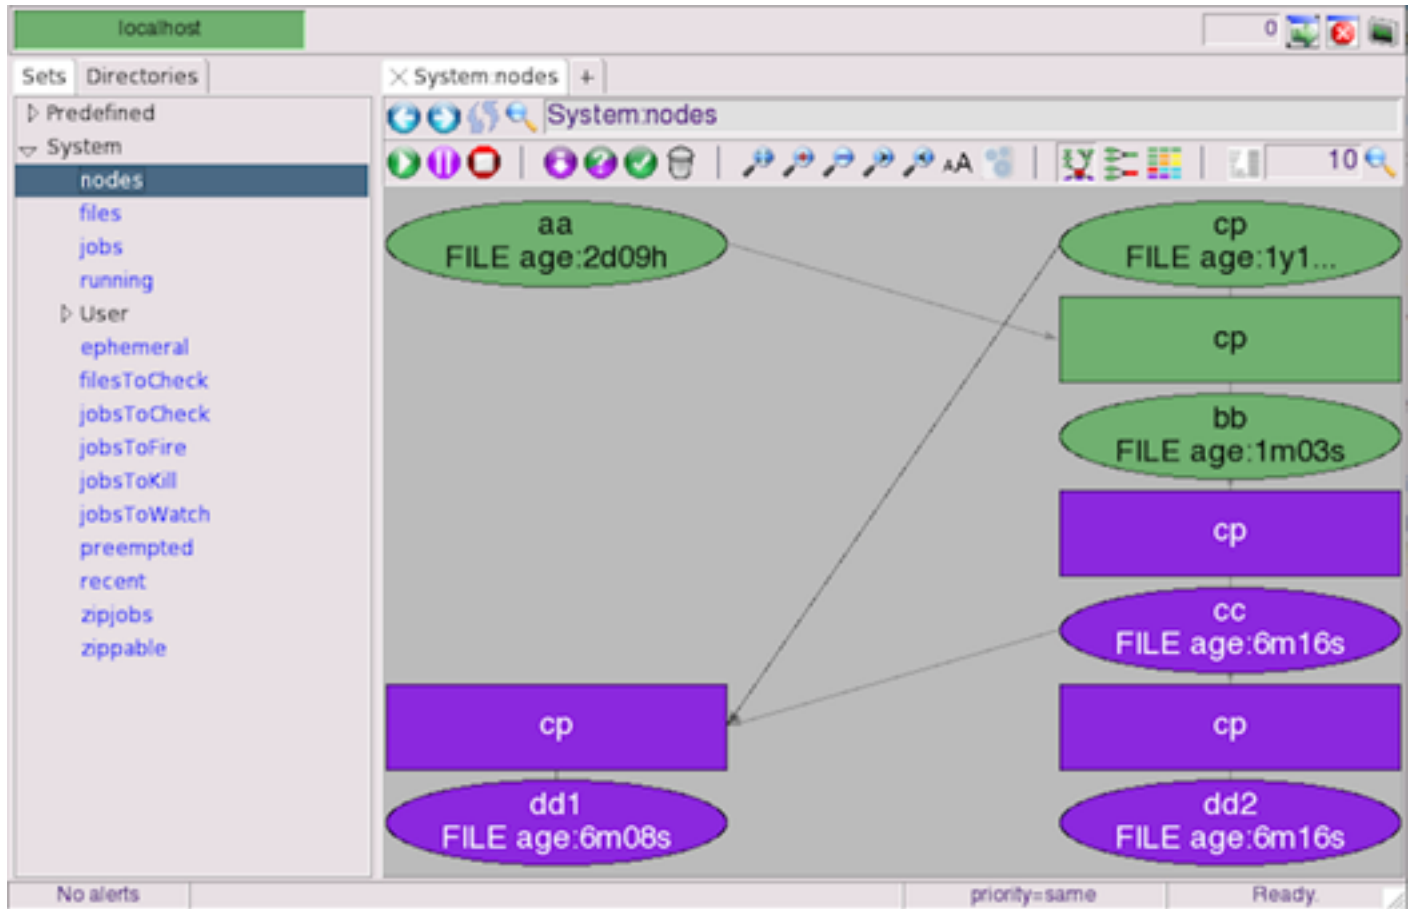 localhost
0
Sets Directories
System:nodes +
Predefined
System:nodes
System
10
nodes
files
jobs
running
User
ephemeral
filesToCheck
jobsToCheck
jobsToFire
jobsToKill
jobsToWatch
preempted
recent
zipjobs
zippable
aA
aa
FILE age:2d09h
cp
FILE age:1y1...
cp
bb
FILE age:1m03s
cp
cc
FILE age:6m16s
cp
cp
dd1
FILE age:6m08s
dd2
FILE age:6m16s
No alerts
priority=same
Ready.